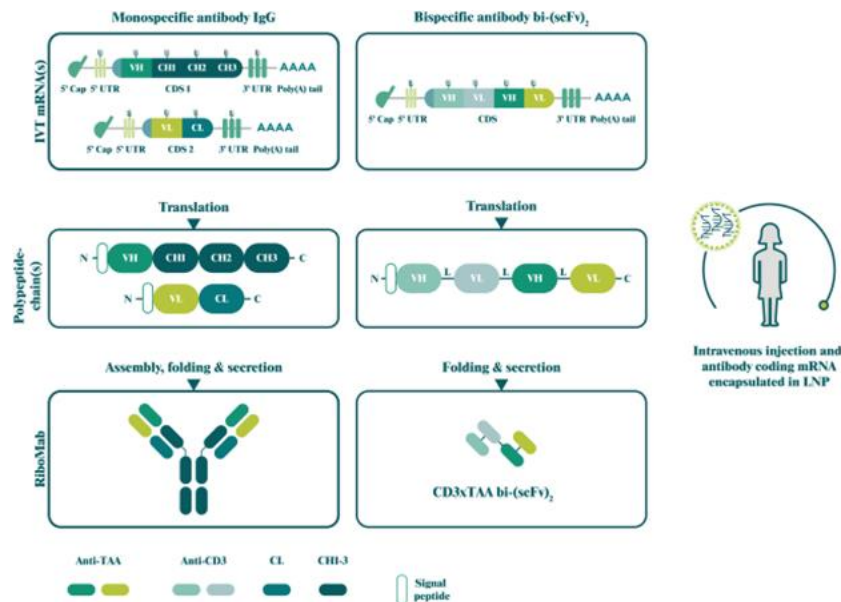 Monospecific antibody IgG
Bispecific antibody bi-(scFv)2
IVT mRNA(s)
VH CH1 CH2 CH3
AAAA
5' Cap 5' UTR CDS 1 3' UTR Poly(A) tail
VL CL
AAAA
5' Cap 5' UTR CDS 2 3' UTR Poly(A) tail
VH VL VH VL
AAAA
5' Cap 5' UTR CDS 3' UTR Poly(A) tail
Translation
Translation
Polypeptide-
chain(s)
N VH CH1 CH2 CH3 C
N VL CL C
N VH L VL L VH L VL C
Assembly, folding & secretion
Folding & secretion
RiboMab
CD3xTAA bi-(scFv)2
Intravenous injection and
antibody coding mRNA
encapsulated in LNP
Anti-TAA
Anti-CD3
CL
CH1-3
Signal
peptide